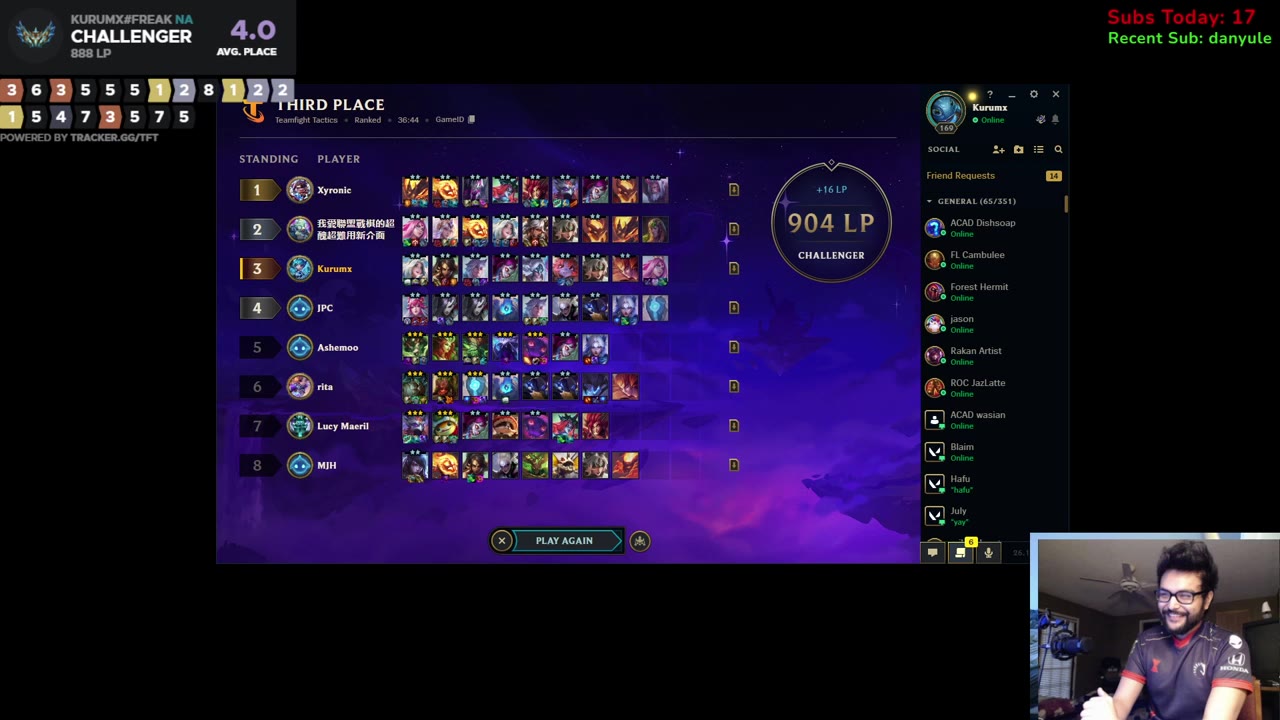 KURUMX#FREAK NA
CHALLENGER
888 LP
4.0
AVG. PLACE
3 6 3 5 5 5 1 2 8 1 2 2
1 5 4 7 3 5 7 5
POWERED BY TRACKER.GG/TFT
Subs Today: 17
Recent Sub: danyule
THIRD PLACE
Teamfight Tactics • Ranked • 36:44 • GameID
STANDING PLAYER
1 Xyronic
2 我愛聯盟戰棋的超
醜超難用新介面
3 Kurumx
4 JPC
5 Ashemoo
6 rita
7 Lucy Maeril
8 MJH
+16 LP
904 LP
CHALLENGER
PLAY AGAIN
169
Kurumx
Online
SOCIAL
Friend Requests 14
GENERAL (65/351)
ACAD Dishsoap
Online
FL Cambulee
Online
Forest Hermit
Online
jason
Online
Rakan Artist
Online
ROC JazLatte
Online
ACAD wasian
Online
Blaim
Online
Hafu
"hafu"
July
"yay"
6
HONDA